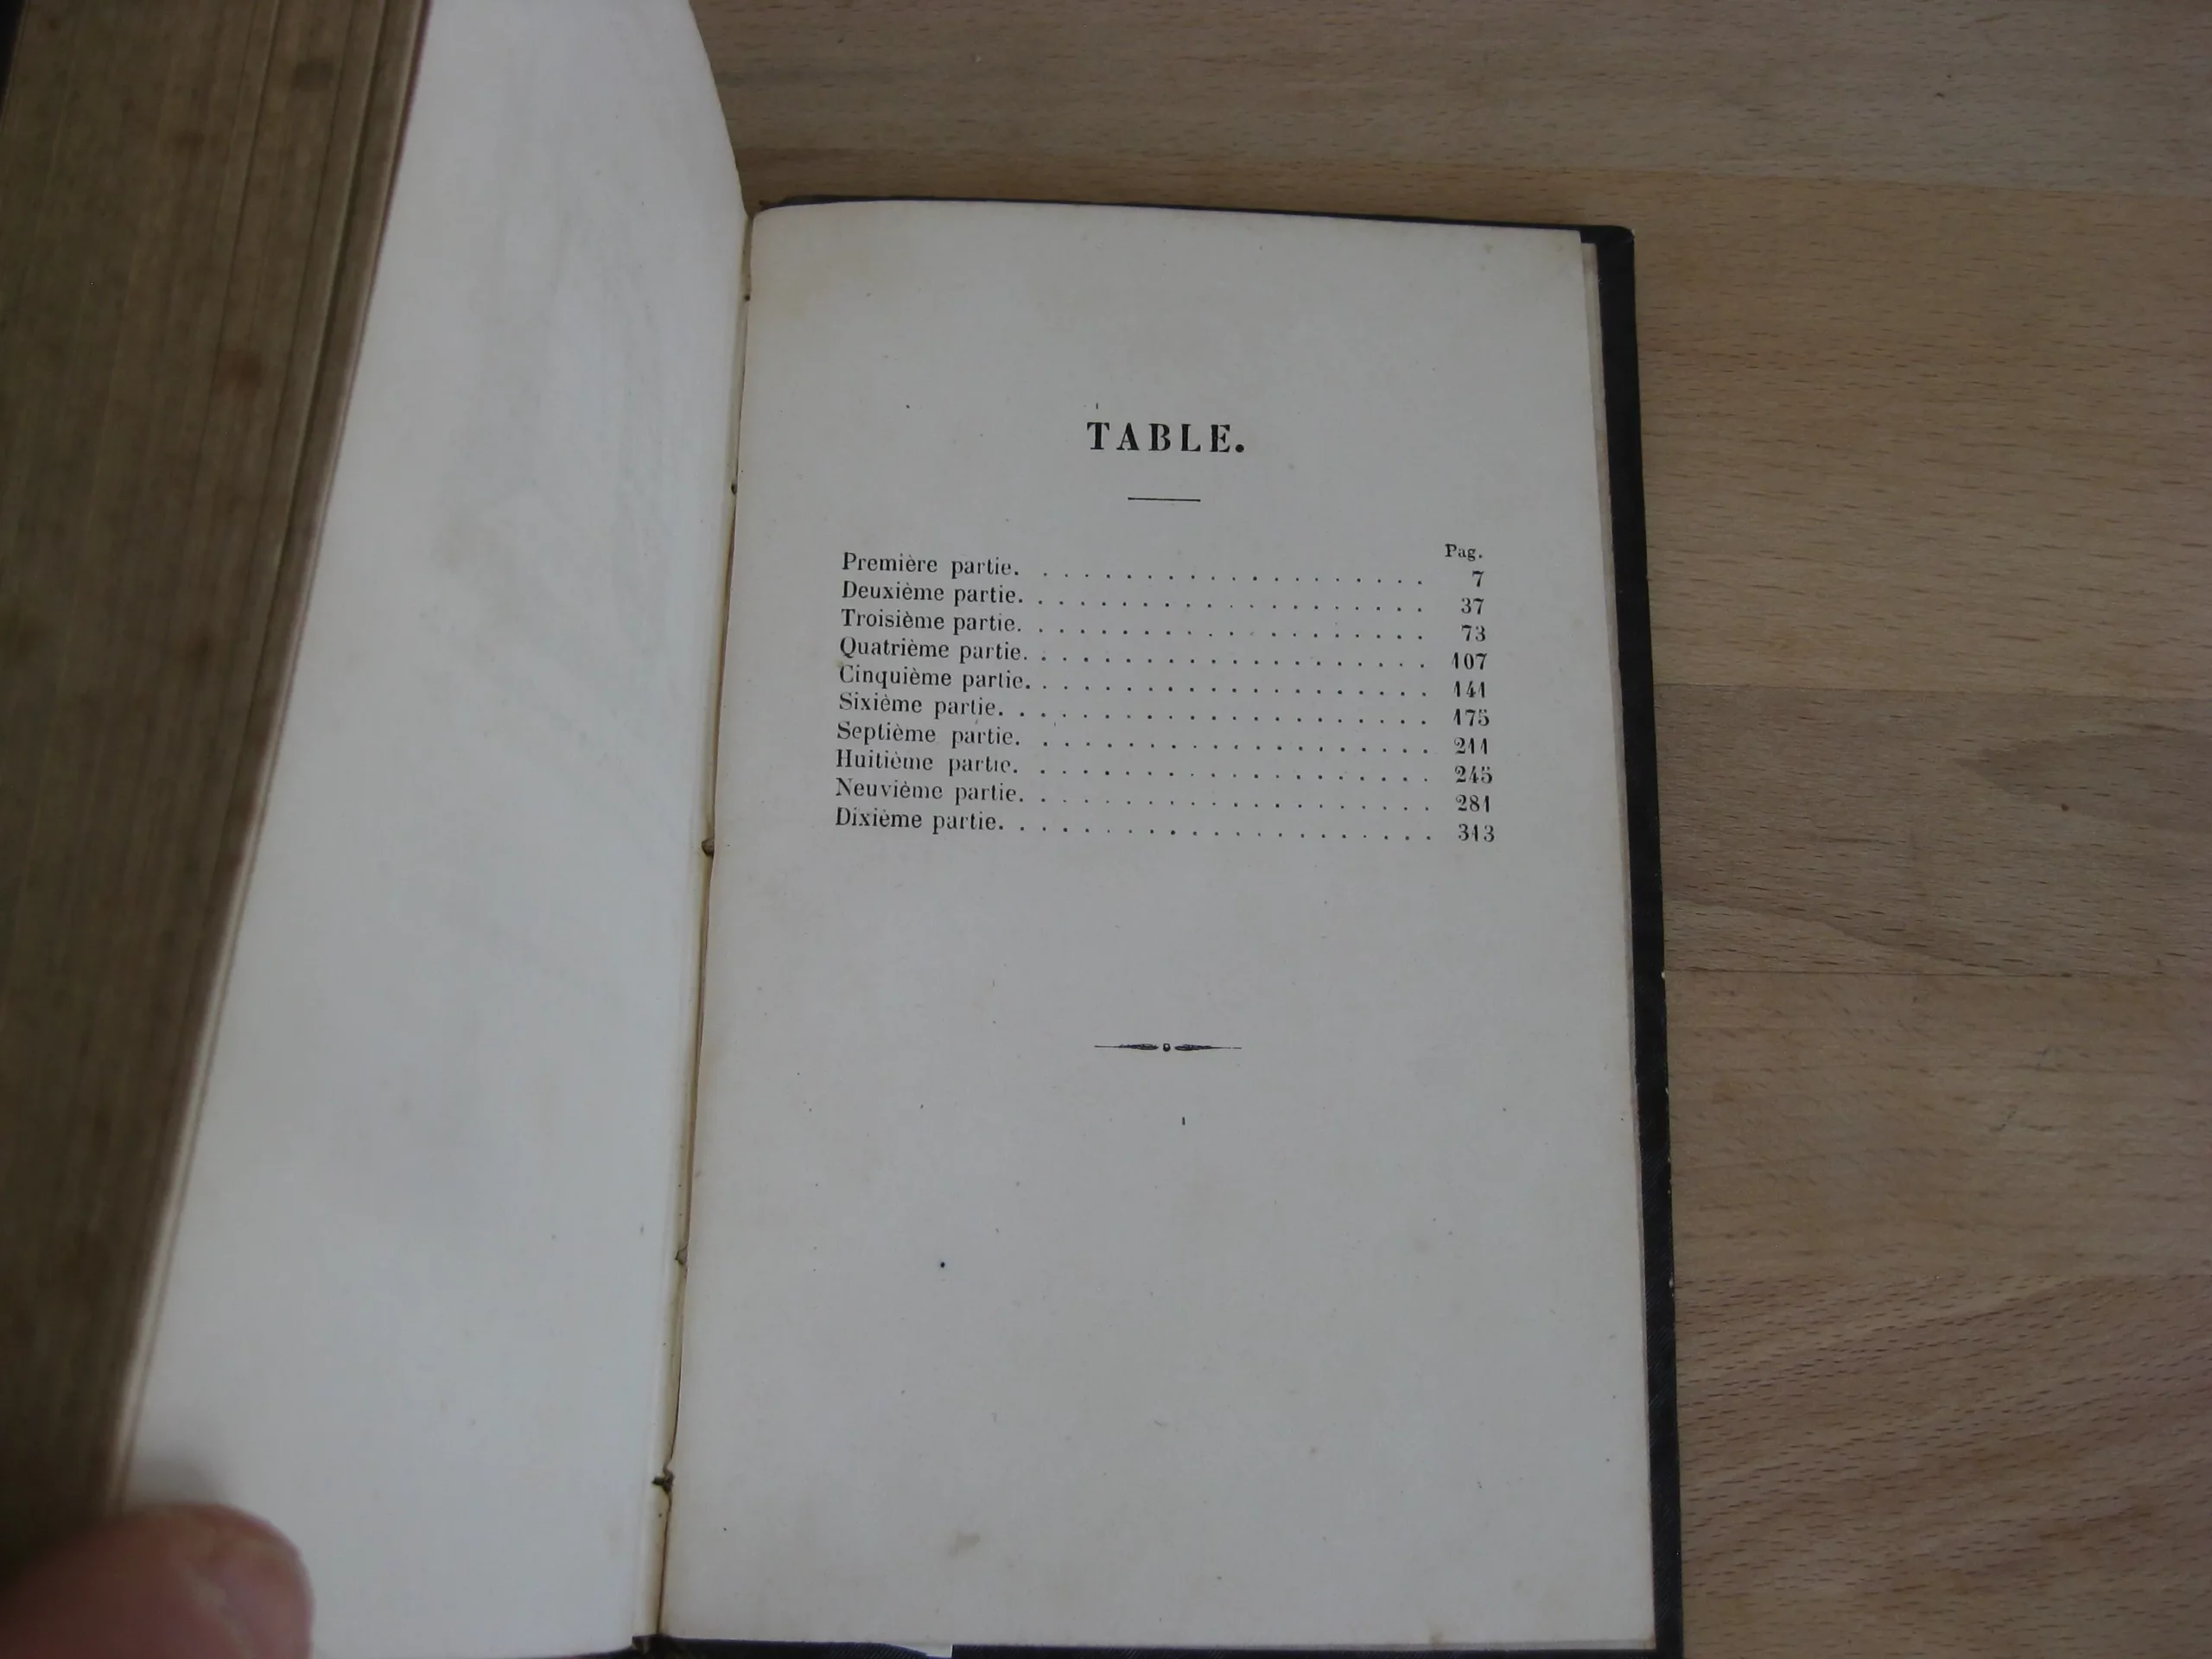 TABLE.
Pag.
Première partie. . . . . . . . . . . . . . . . . . . . 7
Deuxième partie. . . . . . . . . . . . . . . . . . . . 37
Troisième partie. . . . . . . . . . . . . . . . . . . . 73
Quatrième partie. . . . . . . . . . . . . . . . . . . . 107
Cinquième partie. . . . . . . . . . . . . . . . . . . . 141
Sixième partie. . . . . . . . . . . . . . . . . . . . . 175
Septième partie. . . . . . . . . . . . . . . . . . . . 211
Huitième partie. . . . . . . . . . . . . . . . . . . . 245
Neuvième partie. . . . . . . . . . . . . . . . . . . . 281
Dixième partie. . . . . . . . . . . . . . . . . . . . . 313